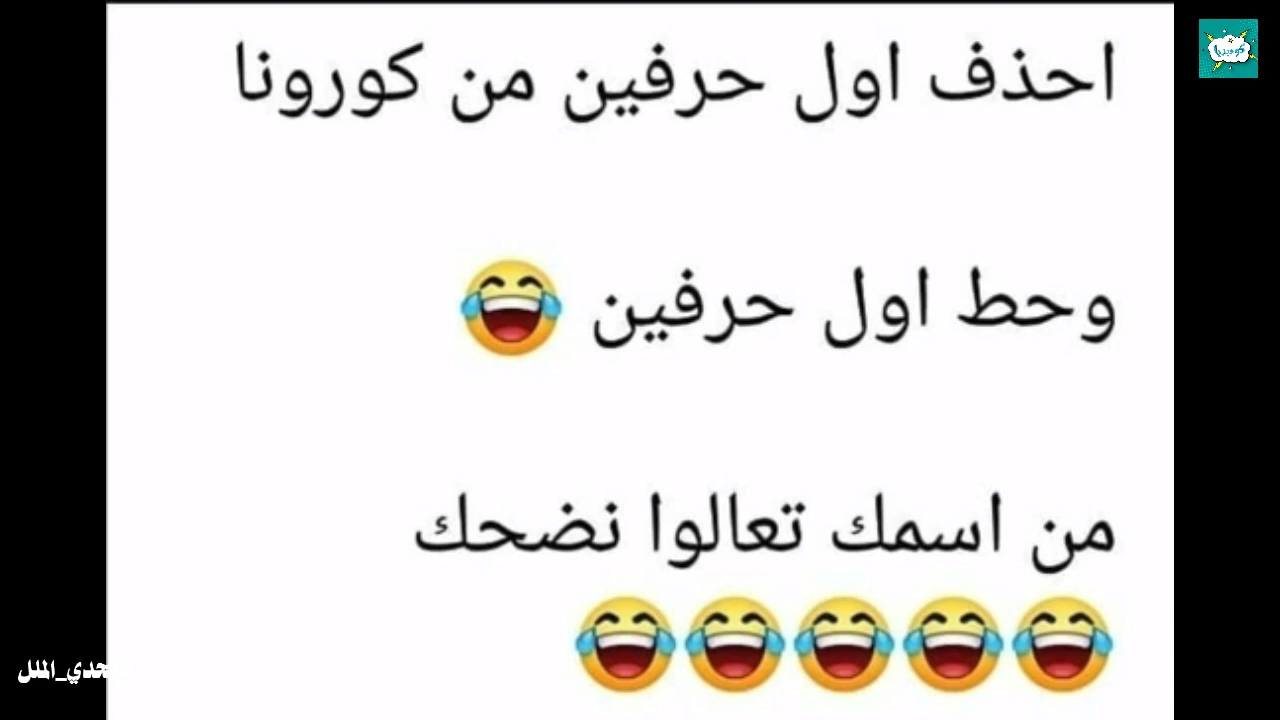 احذف اول حرفين من كورونا
وحط اول حرفين 😂
من اسمك تعالوا نضحك
😂😂😂😂😂